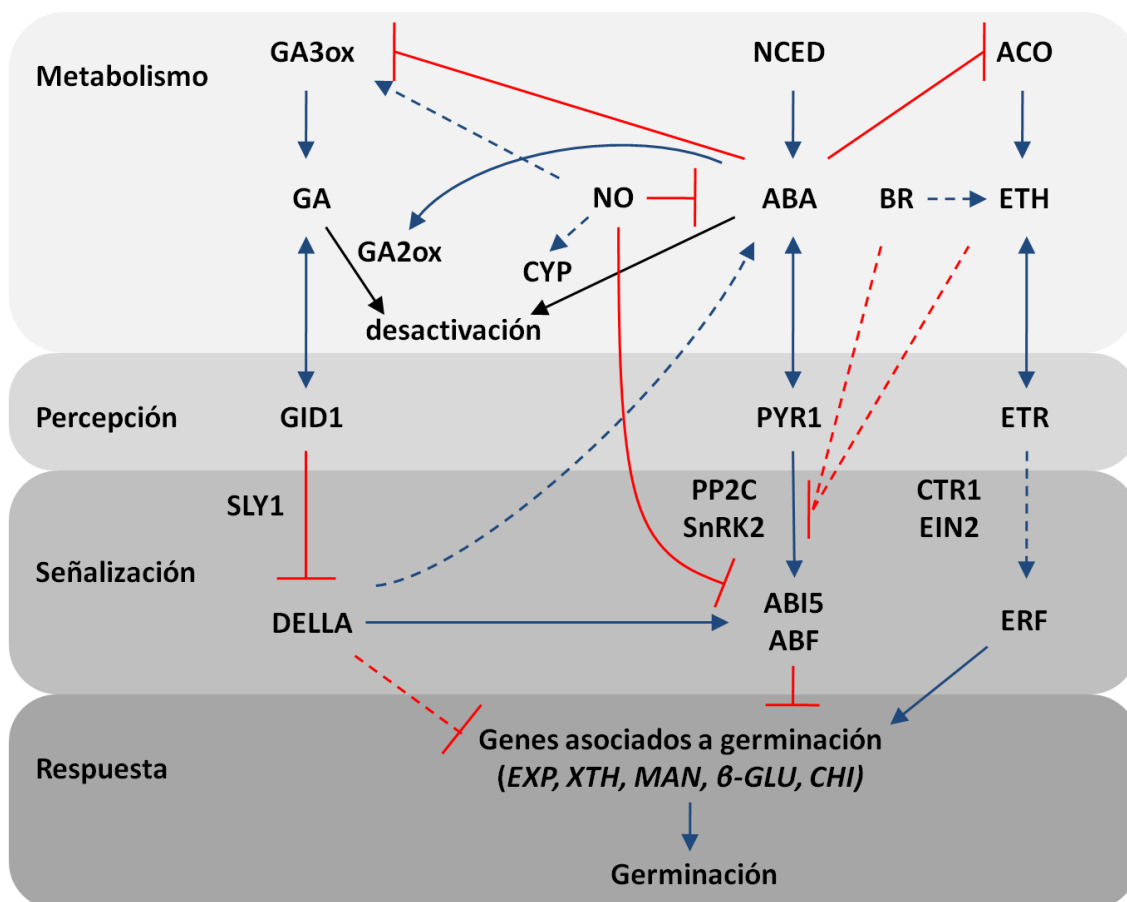 GA3ox NCED ACO
Metabolismo
GA NO ABA BR ETH
GA2ox
CYP
desactivación
Percepción GID1 PYR1 ETR
SLY1 PP2C CTR1
SnRK2 EIN2
Señalización
DELLA ABI5 ERF
ABF
Genes asociados a germinación
Respuesta
(EXP, XTH, MAN, β-GLU, CHI)
Germinación